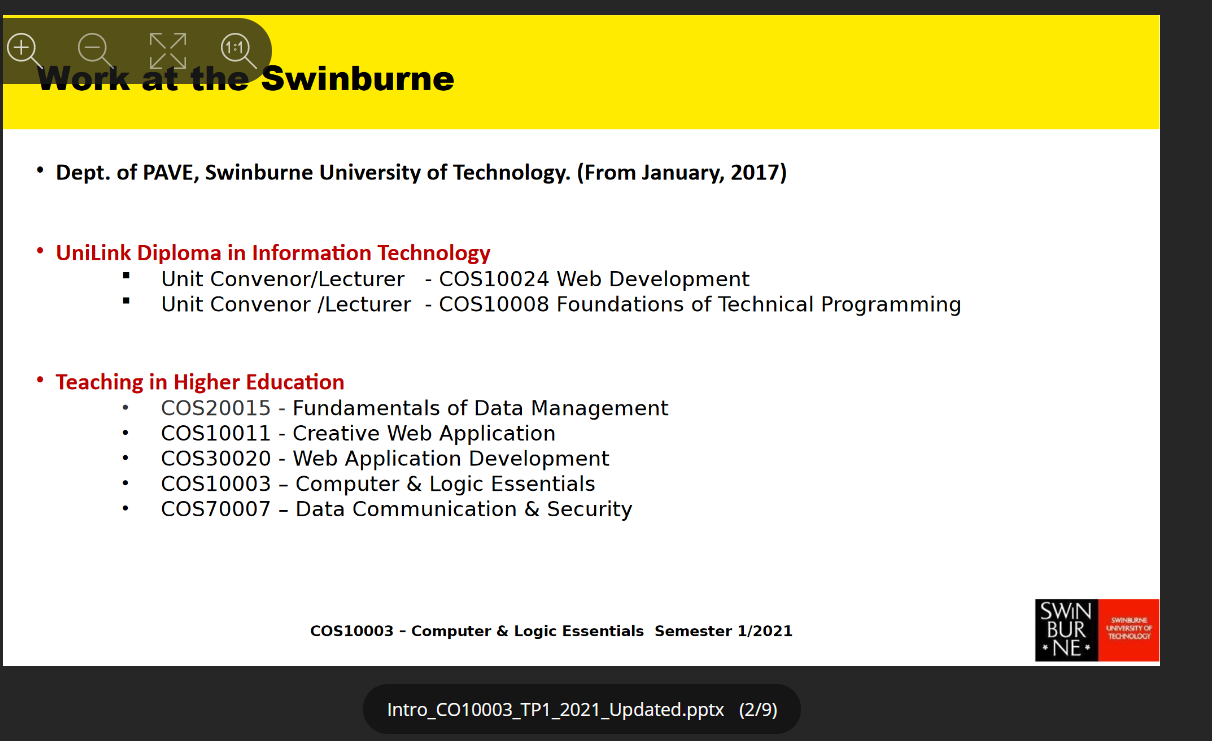 1:1
Work at the Swinburne
• Dept. of PAVE, Swinburne University of Technology. (From January, 2017)
• UniLink Diploma in Information Technology
▪ Unit Convenor/Lecturer - COS10024 Web Development
▪ Unit Convenor /Lecturer - COS10008 Foundations of Technical Programming
• Teaching in Higher Education
• COS20015 - Fundamentals of Data Management
• COS10011 - Creative Web Application
• COS30020 - Web Application Development
• COS10003 – Computer & Logic Essentials
• COS70007 – Data Communication & Security
COS10003 – Computer & Logic Essentials Semester 1/2021
SWIN
BUR
* NE *
SWINBURNE
UNIVERSITY OF
TECHNOLOGY
Intro_CO10003_TP1_2021_Updated.pptx (2/9)